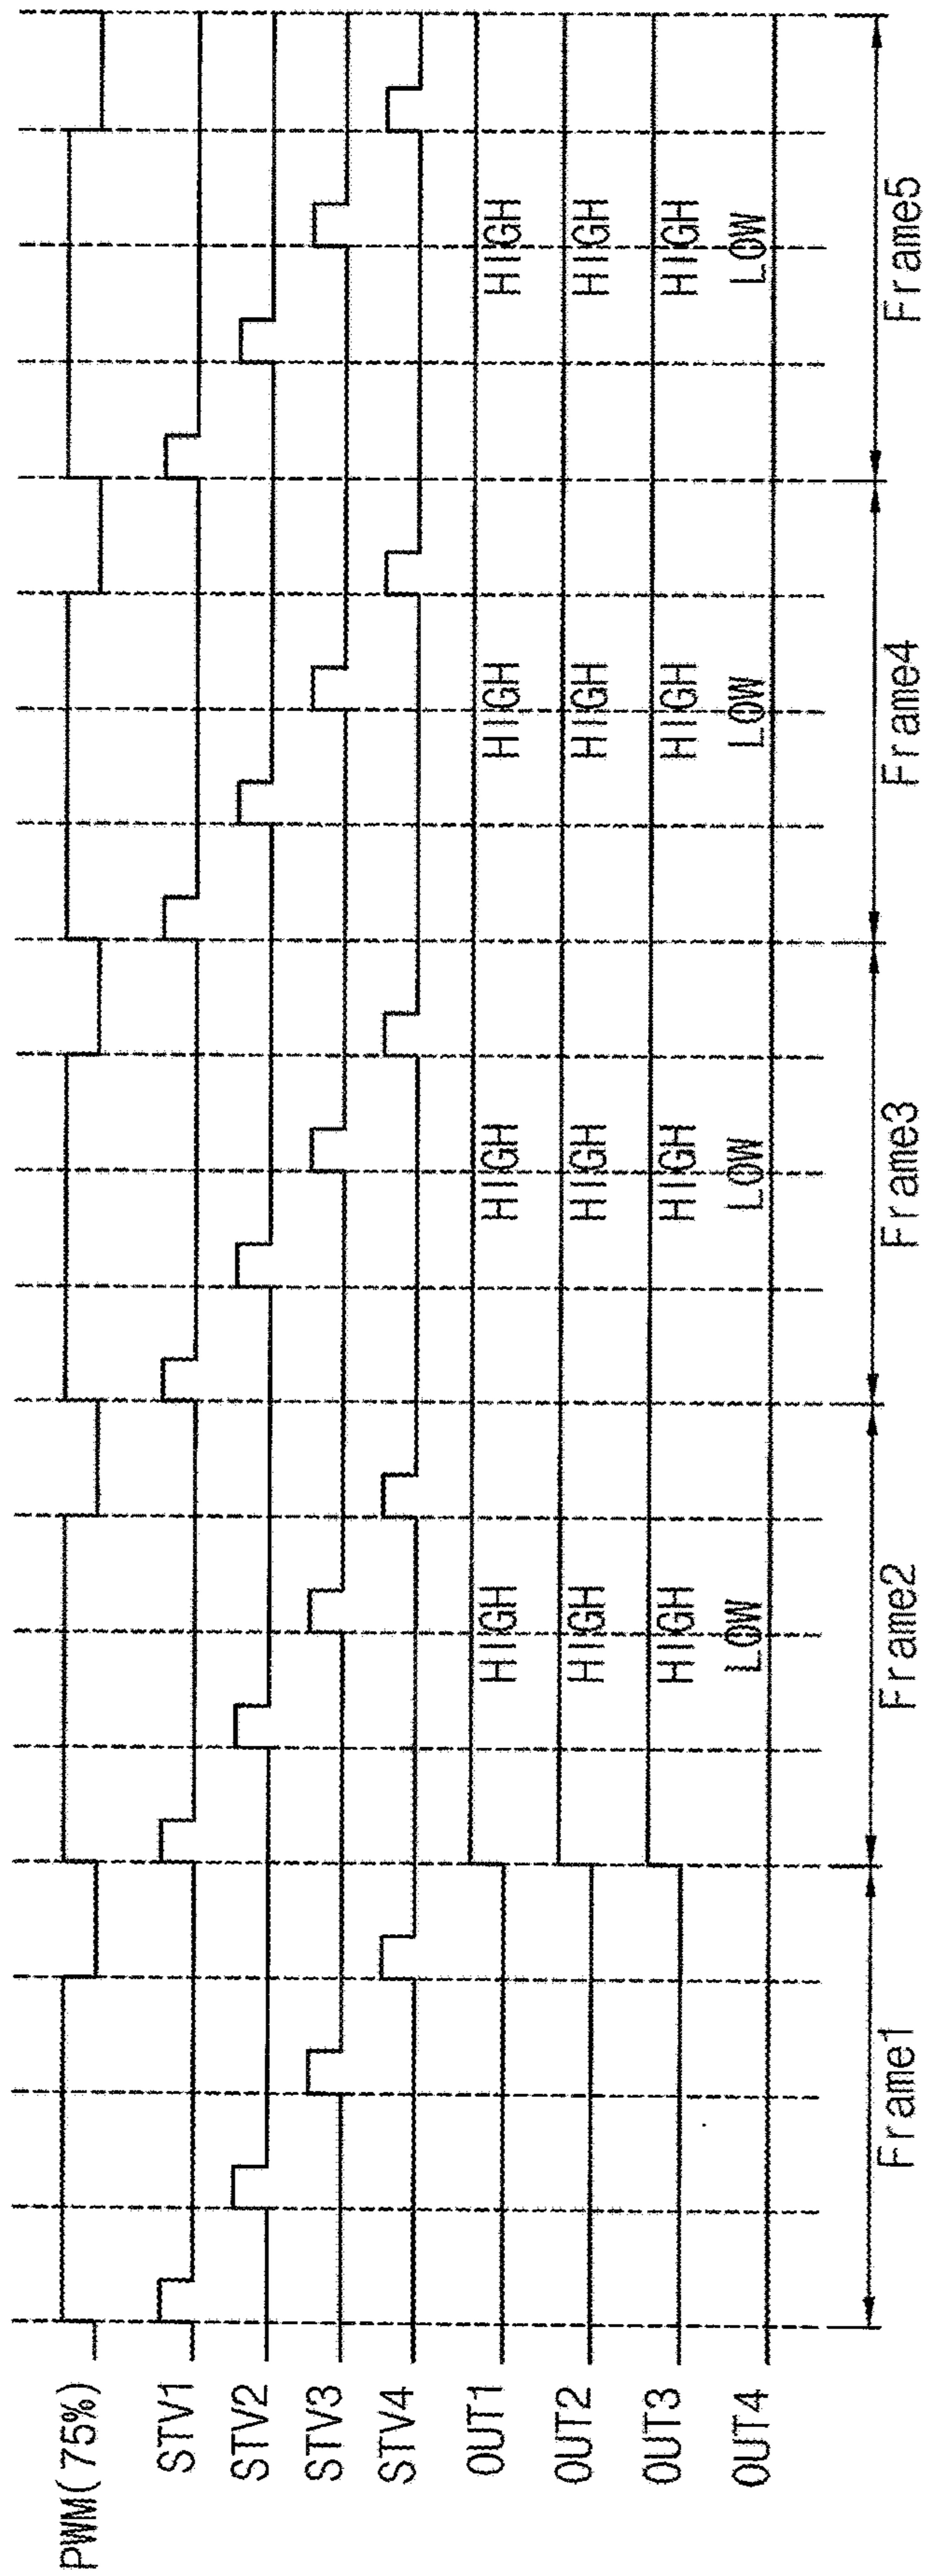 PWM(75%)
STV1
STV2
STV3
STV4
OUT1 HIGH HIGH HIGH HIGH
OUT2 HIGH HIGH HIGH HIGH
OUT3 HIGH HIGH HIGH HIGH
OUT4 LOW LOW LOW LOW
Frame1 Frame2 Frame3 Frame4 Frame5